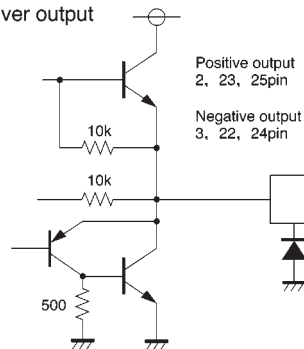 ver output
Positive output
2, 23, 25pin
Negative output
3, 22, 24pin
10k
10k
500